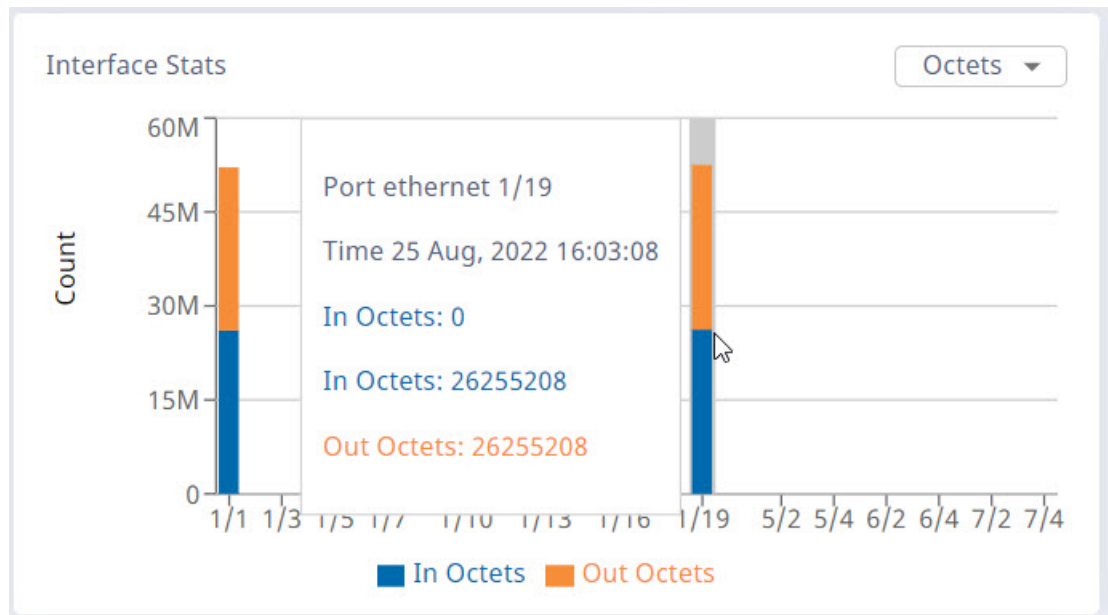 Interface Stats
Octets
60M
45M
30M
15M
0
Count
Port ethernet 1/19
Time 25 Aug, 2022 16:03:08
In Octets: 0
In Octets: 26255208
Out Octets: 26255208
1/1 1/3 1/5 1/7 1/10 1/13 1/16 1/19 5/2 5/4 6/2 6/4 7/2 7/4
In Octets Out Octets